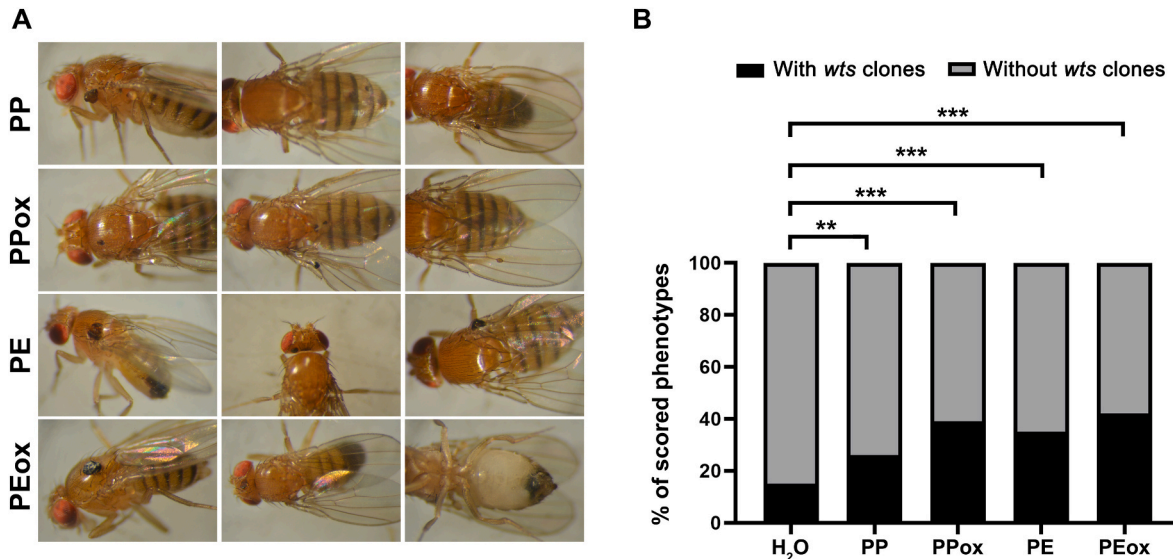 A
PP
PPox
PE
PEox
B
With wts clones Without wts clones
***
***
***
**
% of scored phenotypes
100
80
60
40
20
0
H₂O PP PPox PE PEox